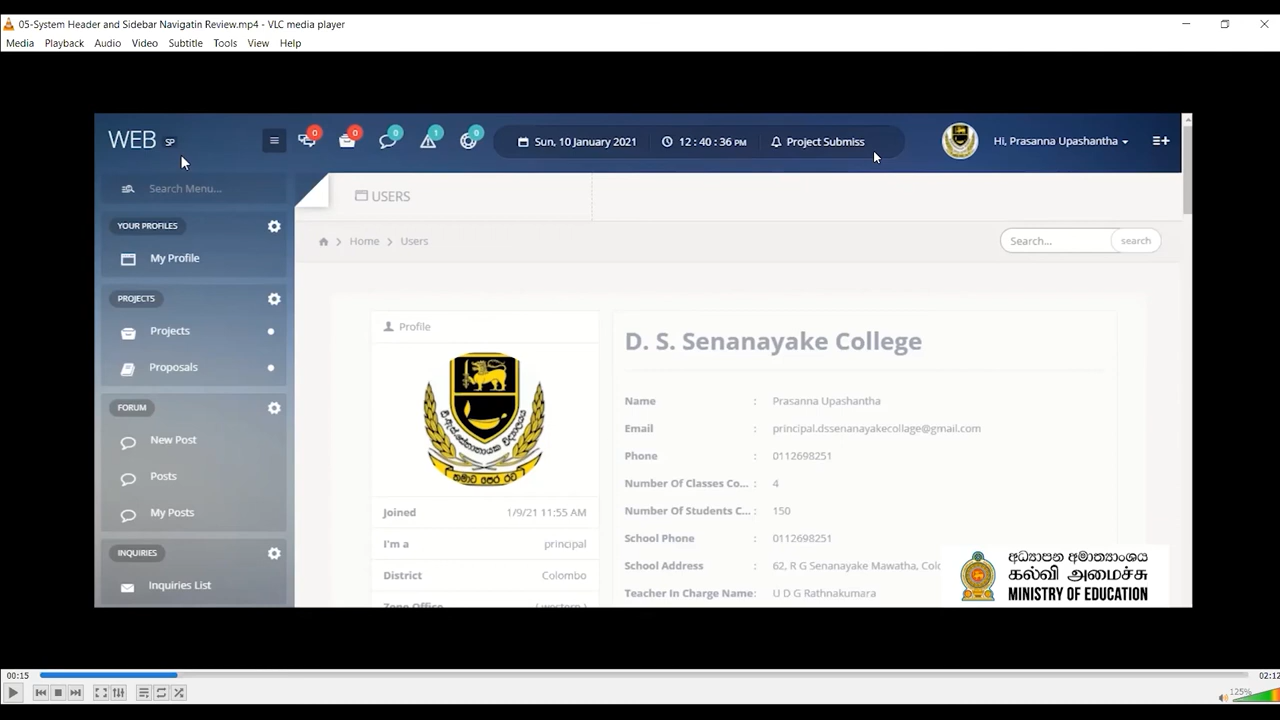 05-System Header and Sidebar Navigatin Review.mp4 - VLC media player
Media Playback Audio Video Subtitle Tools View Help
WEB SP
0 0 0 1 0
Sun, 10 January 2021 12 : 40 : 36 PM Project Submiss
Hi, Prasanna Upashantha
Search Menu...
YOUR PROFILES
My Profile
PROJECTS
Projects
Proposals
FORUM
New Post
Posts
My Posts
INQUIRIES
Inquiries List
USERS
Home Users
Search... search
Profile
Joined 1/9/21 11:55 AM
I'm a principal
District Colombo
Zone Office ( western )
D. S. Senanayake College
Name : Prasanna Upashantha
Email : principal.dssenanayakecollage@gmail.com
Phone : 0112698251
Number Of Classes Co... : 4
Number Of Students C... : 150
School Phone : 0112698251
School Address : 62, R G Senanayake Mawatha, Colo
Teacher In Charge Name: U D G Rathnakumara
අධ්‍යාපන අමාත්‍යාංශය
கல்வி அமைச்சு
MINISTRY OF EDUCATION
00:15 02:12
125%